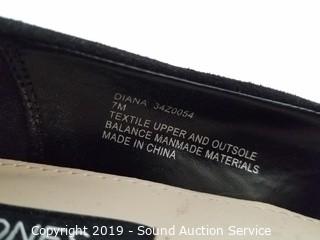 DIANA 34Z0054
7M
TEXTILE UPPER AND OUTSOLE
BALANCE MANMADE MATERIALS
MADE IN CHINA
Copyright 2019 - Sound Auction Service